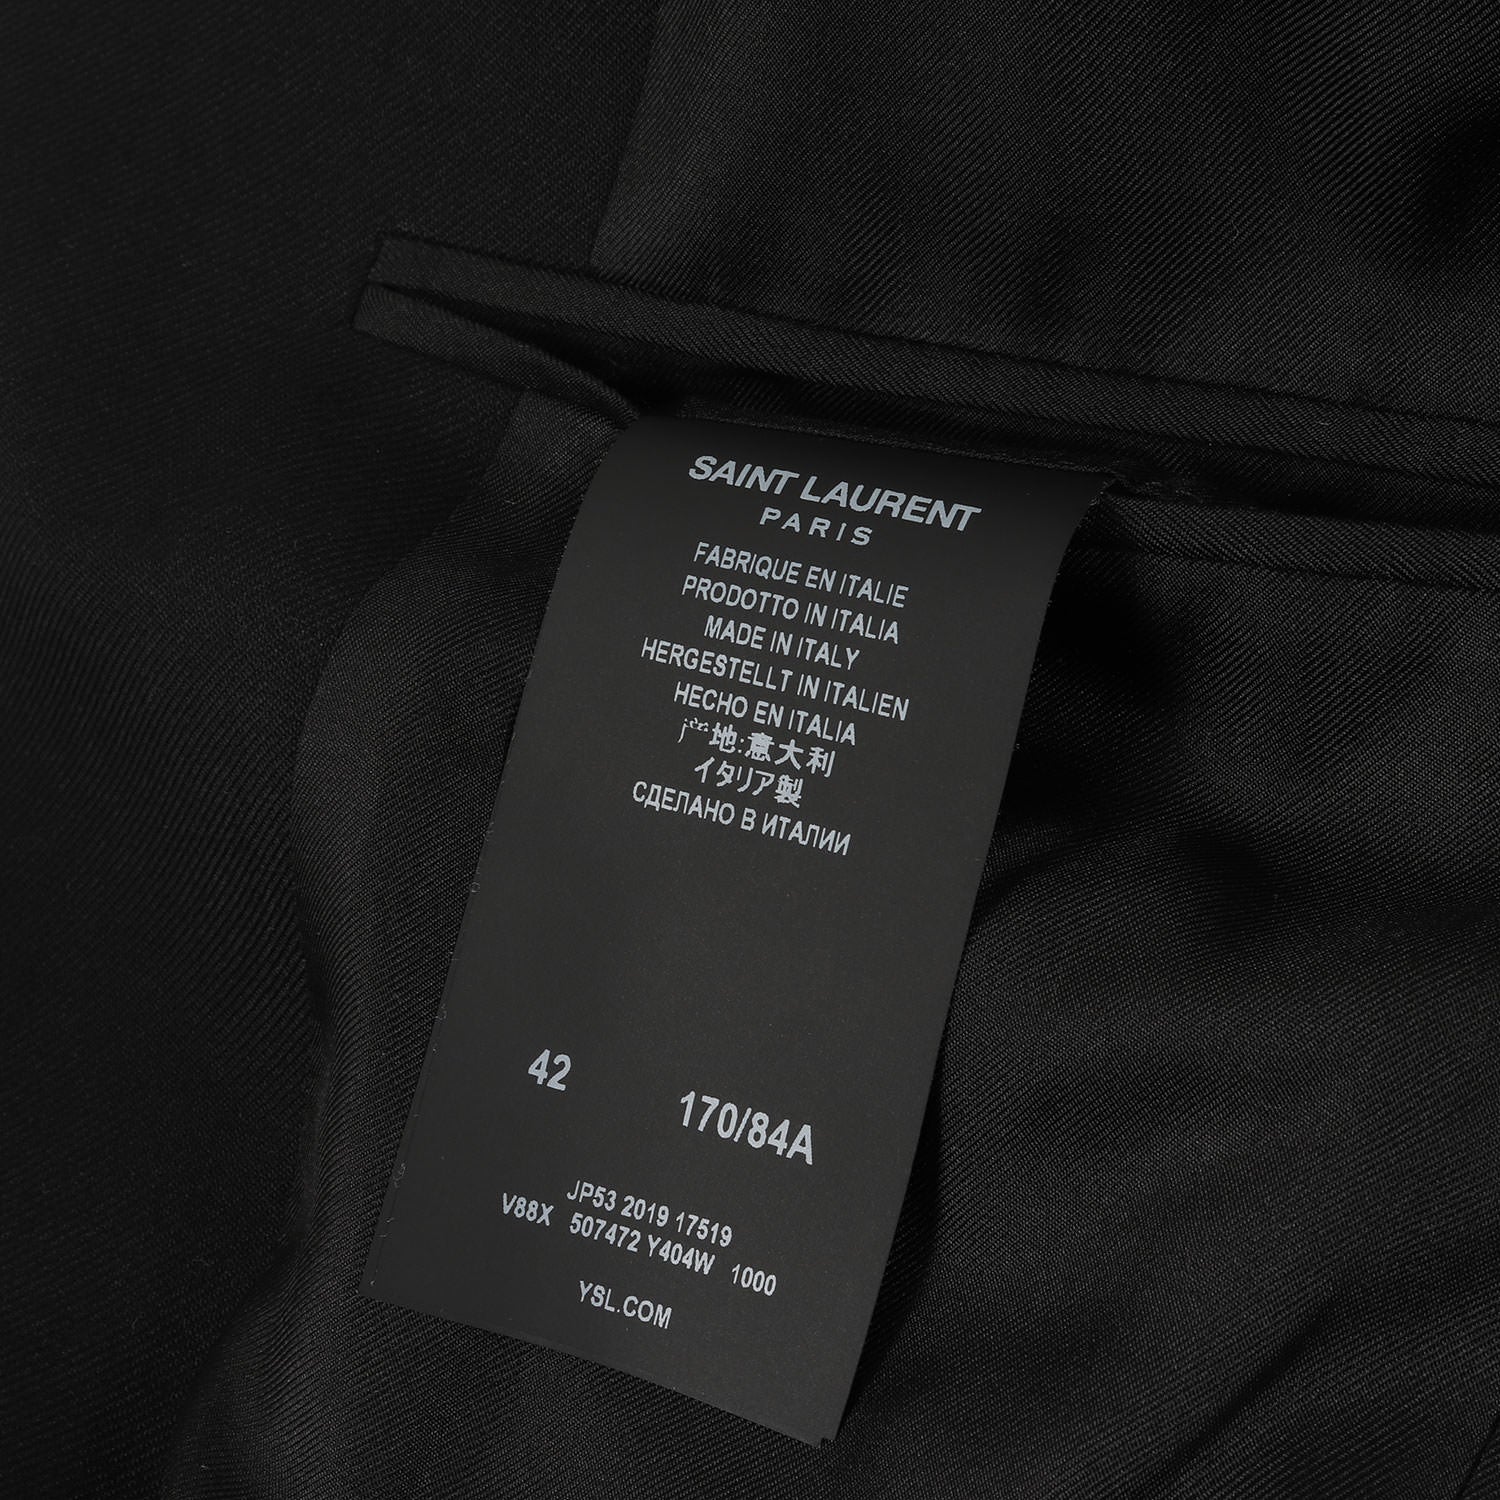 SAINT LAURENT
PARIS
FABRIQUE EN ITALIE
PRODOTTO IN ITALIA
MADE IN ITALY
HERGESTELLT IN ITALIEN
HECHO EN ITALIA
产地:意大利
イタリア製
СДЕЛАНО В ИТАЛИИ
42 170/84A
JP53 2019 17519
V88X 507472 Y404W 1000
YSL.COM